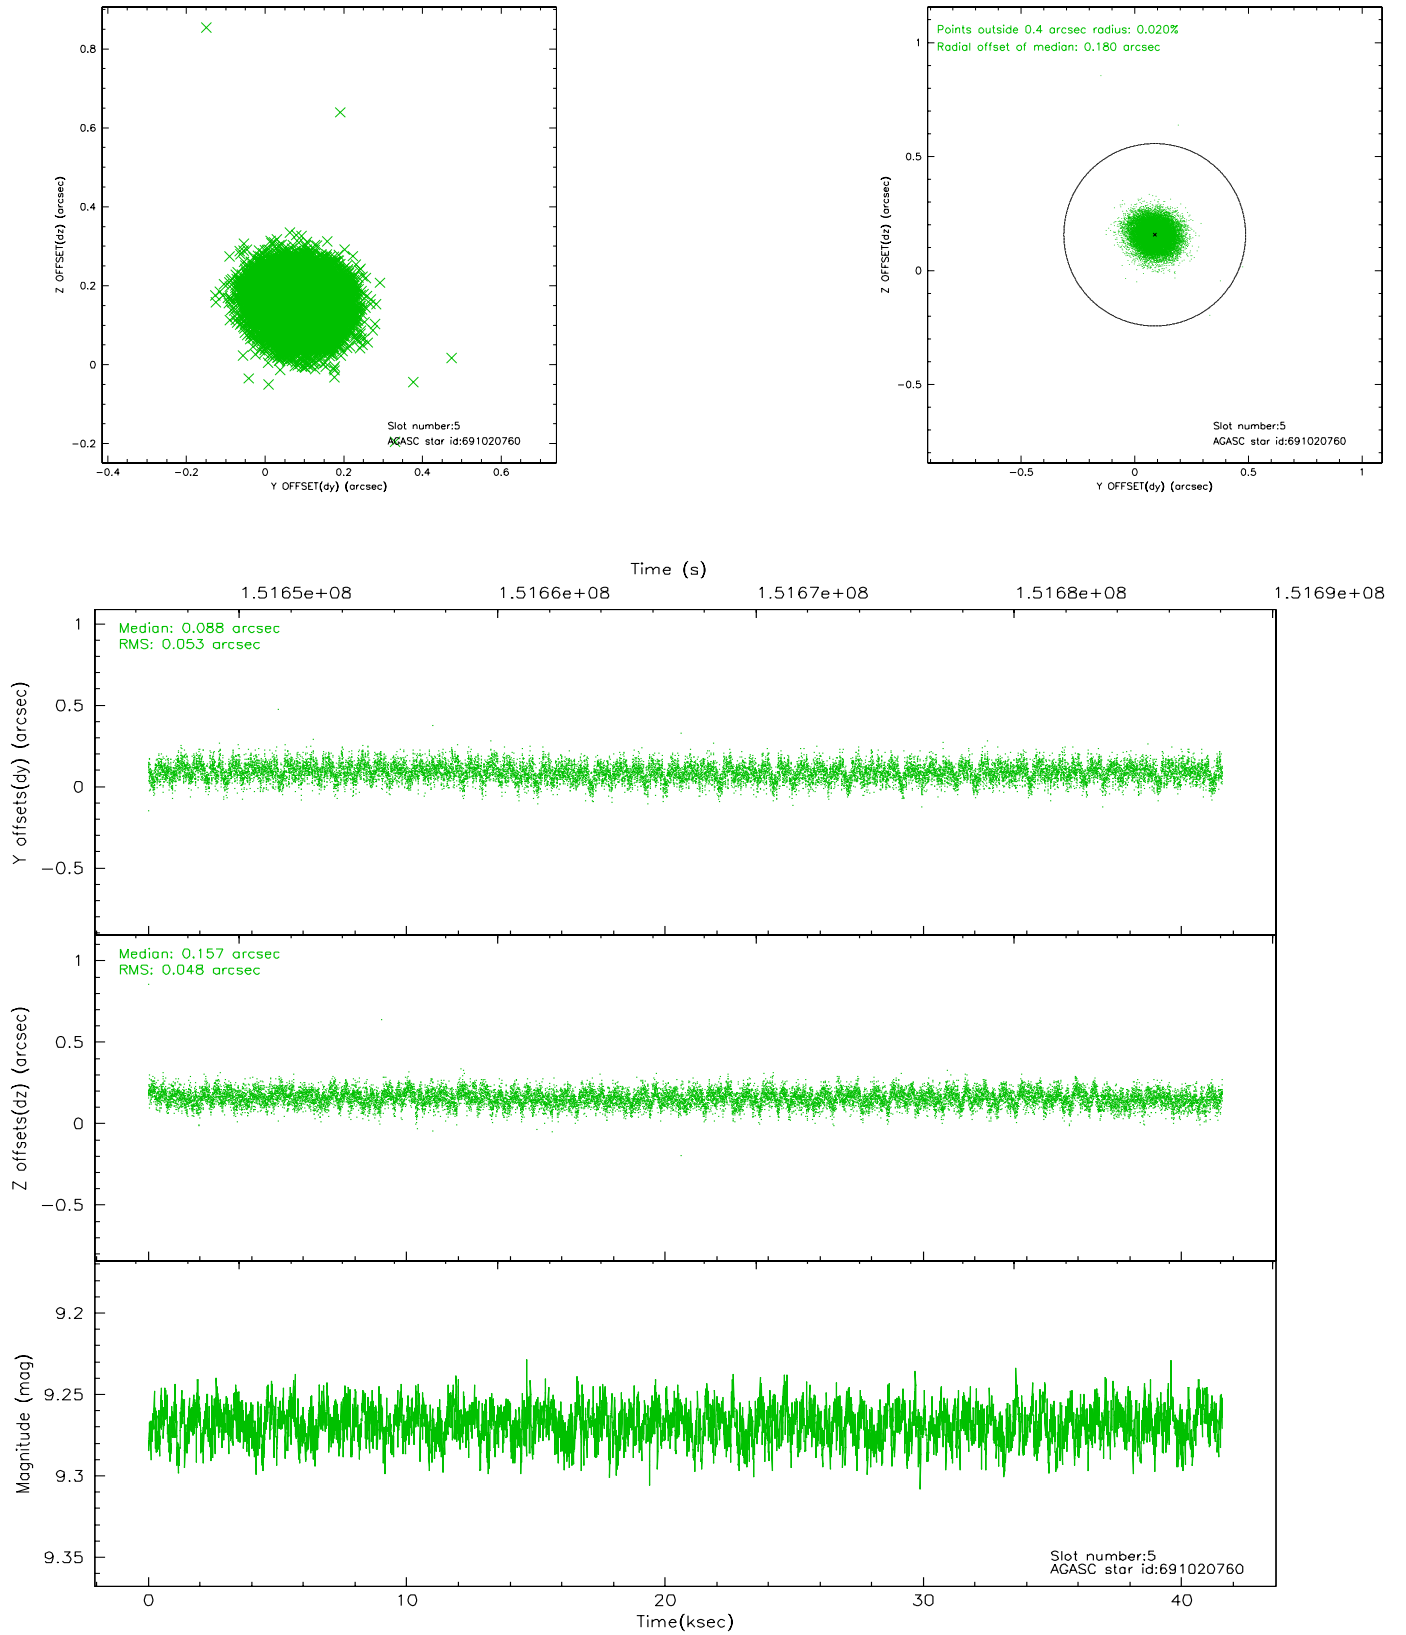 0.8
0.6
0.4
0.2
0
−0.2
−0.4 −0.2 0 0.2 0.4 0.6
Z OFFSET(dz) (arcsec)
Y OFFSET(dy) (arcsec)
Slot number:5
AGASC star id:691020760
Points outside 0.4 arcsec radius: 0.020%
Radial offset of median: 0.180 arcsec
1
0.5
0
−0.5
−0.5 0 0.5 1
Z OFFSET(dz) (arcsec)
Y OFFSET(dy) (arcsec)
Slot number:5
AGASC star id:691020760
Time (s)
1.5165e+08 1.5166e+08 1.5167e+08 1.5168e+08 1.5169e+08
Median: 0.088 arcsec
RMS: 0.053 arcsec
1
0.5
0
−0.5
Y offsets(dy) (arcsec)
Median: 0.157 arcsec
RMS: 0.048 arcsec
1
0.5
0
−0.5
Z offsets(dz) (arcsec)
9.2
9.25
9.3
9.35
Magnitude (mag)
Slot number:5
AGASC star id:691020760
0 10 20 30 40
Time(ksec)